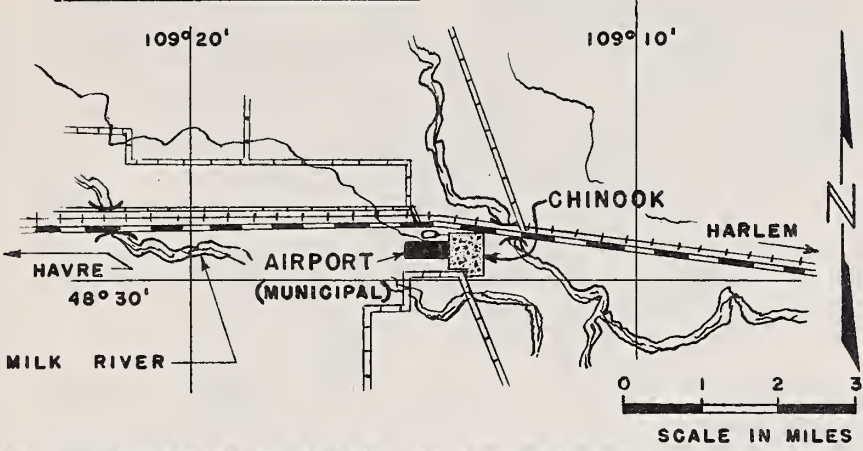 109° 20'
109° 10'
CHINOOK
N
HARLEM
HAVRE
AIRPORT
(MUNICIPAL)
48° 30'
MILK RIVER
0 1 2 3
SCALE IN MILES